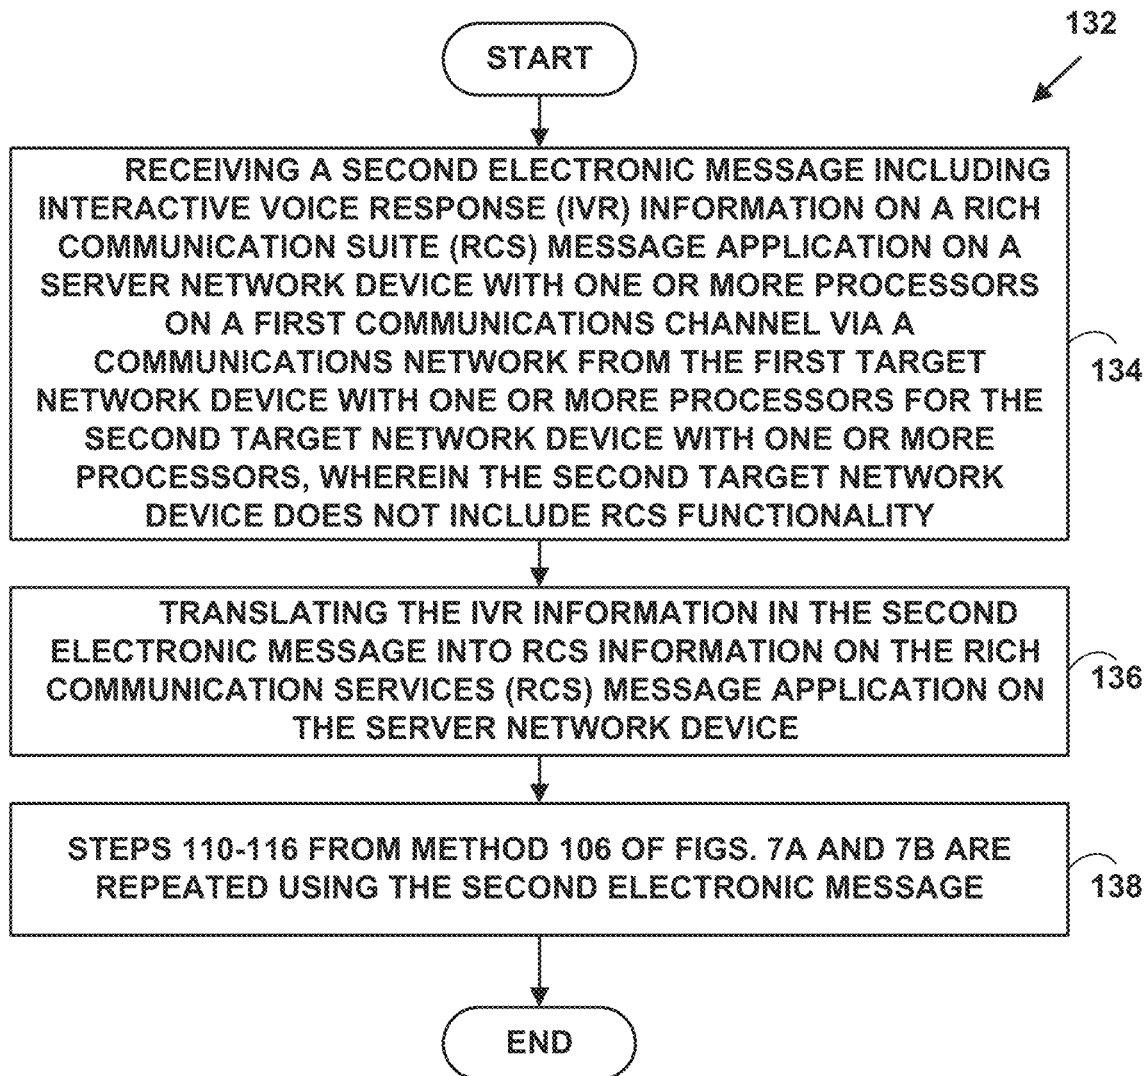 132
START
RECEIVING A SECOND ELECTRONIC MESSAGE INCLUDING
INTERACTIVE VOICE RESPONSE (IVR) INFORMATION ON A RICH
COMMUNICATION SUITE (RCS) MESSAGE APPLICATION ON A
SERVER NETWORK DEVICE WITH ONE OR MORE PROCESSORS
ON A FIRST COMMUNICATIONS CHANNEL VIA A
COMMUNICATIONS NETWORK FROM THE FIRST TARGET
NETWORK DEVICE WITH ONE OR MORE PROCESSORS FOR THE
SECOND TARGET NETWORK DEVICE WITH ONE OR MORE
PROCESSORS, WHEREIN THE SECOND TARGET NETWORK
DEVICE DOES NOT INCLUDE RCS FUNCTIONALITY
134
TRANSLATING THE IVR INFORMATION IN THE SECOND
ELECTRONIC MESSAGE INTO RCS INFORMATION ON THE RICH
COMMUNICATION SERVICES (RCS) MESSAGE APPLICATION ON
THE SERVER NETWORK DEVICE
136
STEPS 110-116 FROM METHOD 106 OF FIGS. 7A AND 7B ARE
REPEATED USING THE SECOND ELECTRONIC MESSAGE
138
END